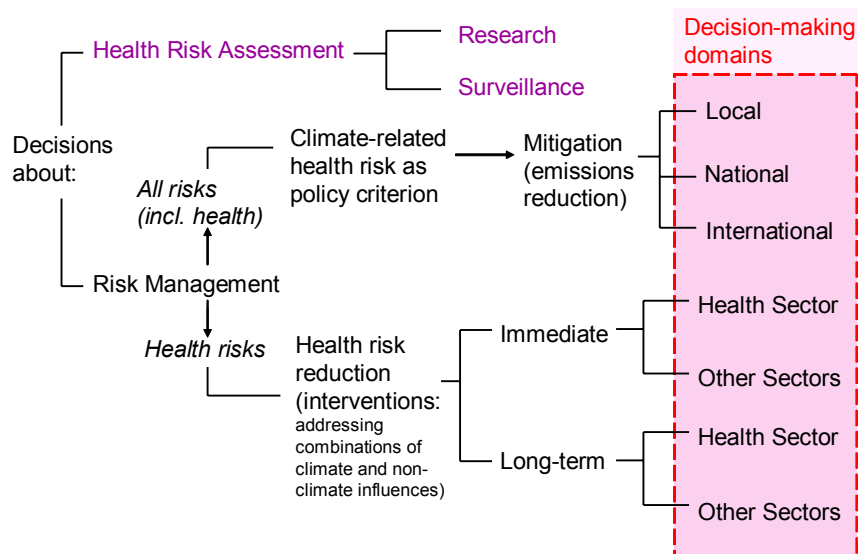 Decisions
about:
Health Risk Assessment
Research
Surveillance
Risk Management
All risks
(incl. health)
Climate-related
health risk as
policy criterion
Mitigation
(emissions
reduction)
Health risks
Health risk
reduction
(interventions:
addressing
combinations of
climate and non-
climate influences)
Immediate
Long-term
Decision-making
domains
Local
National
International
Health Sector
Other Sectors
Health Sector
Other Sectors